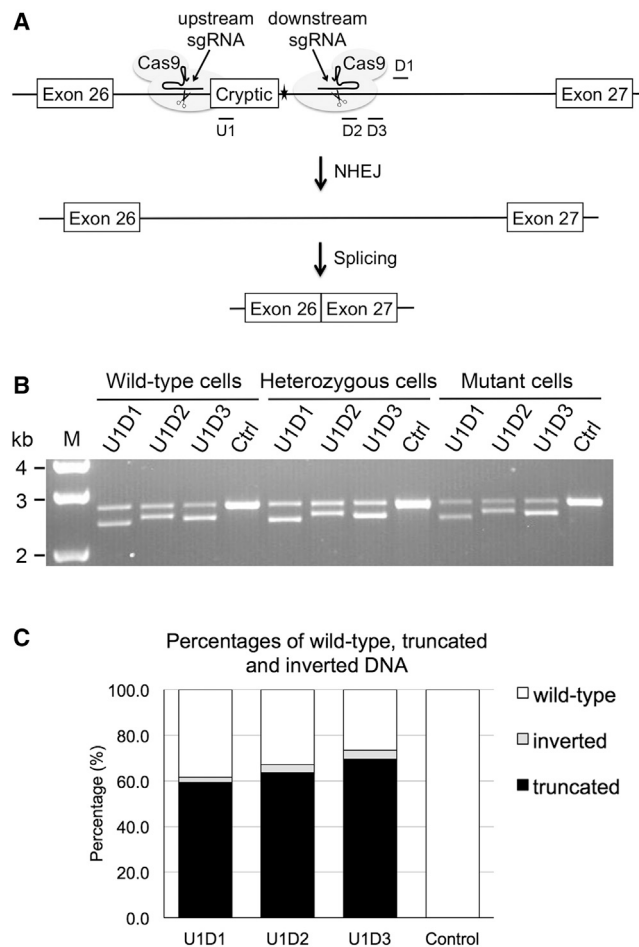 A
upstream
sgRNA
downstream
sgRNA
Cas9
Cas9
D1
Exon 26
Cryptic
Exon 27
U1
D2
D3
NHEJ
Exon 26
Exon 27
Splicing
Exon 26
Exon 27
B
Wild-type cells
Heterozygous cells
Mutant cells
kb
M
U1D1
U1D2
U1D3
Ctrl
U1D1
U1D2
U1D3
Ctrl
U1D1
U1D2
U1D3
Ctrl
4
3
2
C
Percentages of wild-type, truncated
and inverted DNA
Percentage (%)
100.0
80.0
60.0
40.0
20.0
0.0
U1D1
U1D2
U1D3
Control
wild-type
inverted
truncated